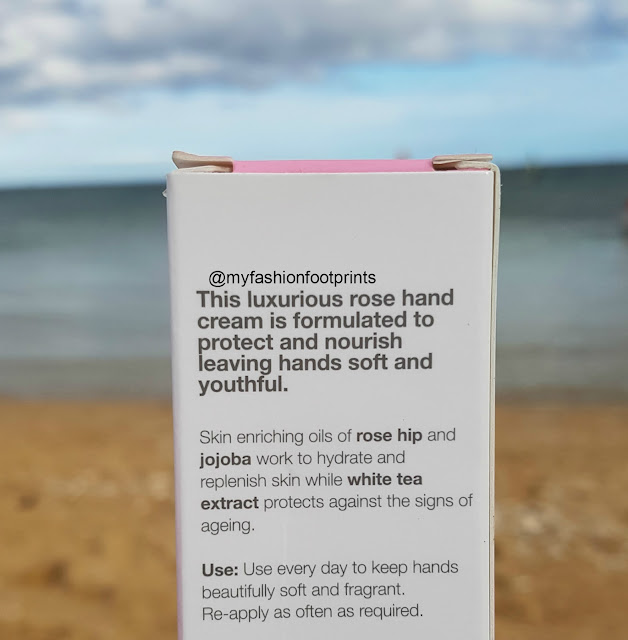 @myfashionfootprints
This luxurious rose hand
cream is formulated to
protect and nourish
leaving hands soft and
youthful.
Skin enriching oils of rose hip and
jojoba work to hydrate and
replenish skin while white tea
extract protects against the signs of
ageing.
Use: Use every day to keep hands
beautifully soft and fragrant.
Re-apply as often as required.